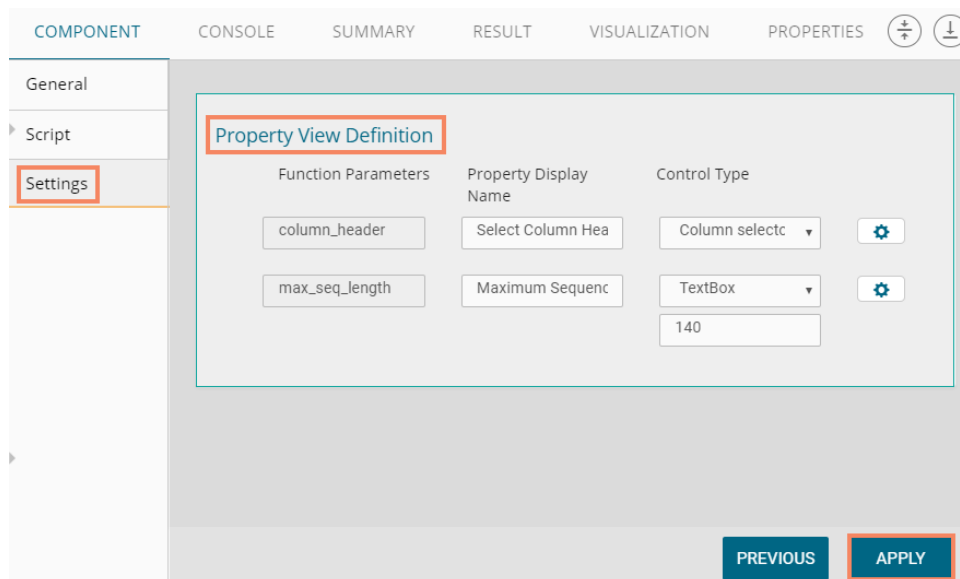 COMPONENT CONSOLE SUMMARY RESULT VISUALIZATION PROPERTIES
General
Script
Settings
Property View Definition
Function Parameters Property Display Name Control Type
column_header Select Column Hea Column selectc
max_seq_length Maximum Sequenc TextBox
140
PREVIOUS APPLY